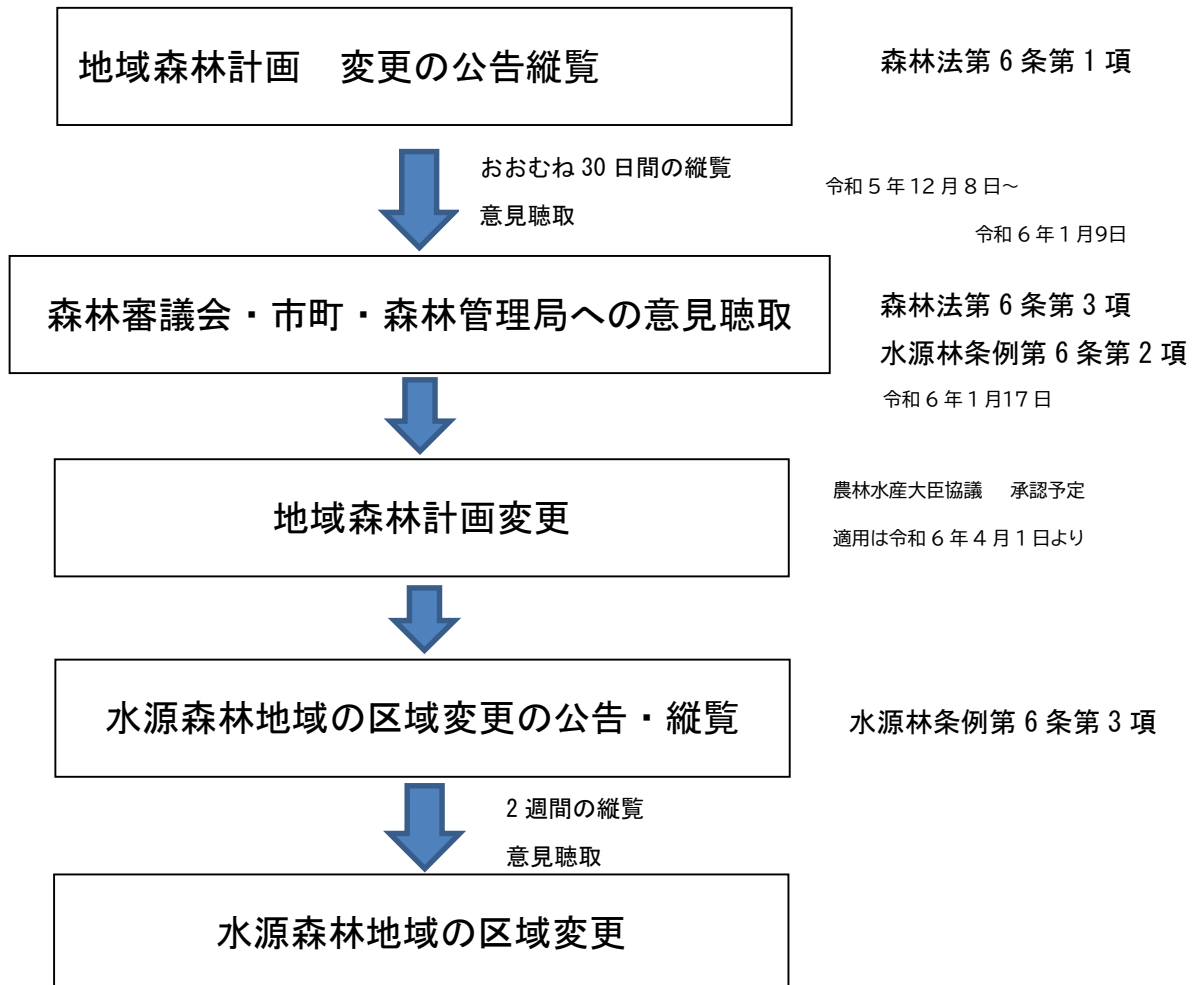 地域森林計画　変更の公告縦覧
森林法第6条第1項
おおむね30日間の縦覧
意見聴取
令和5年12月8日～
令和6年1月9日
森林審議会・市町・森林管理局への意見聴取
森林法第6条第3項
水源林条例第6条第2項
令和6年1月17日
地域森林計画変更
農林水産大臣協議　承認予定
適用は令和6年4月1日より
水源森林地域の区域変更の公告・縦覧
水源林条例第6条第3項
2週間の縦覧
意見聴取
水源森林地域の区域変更